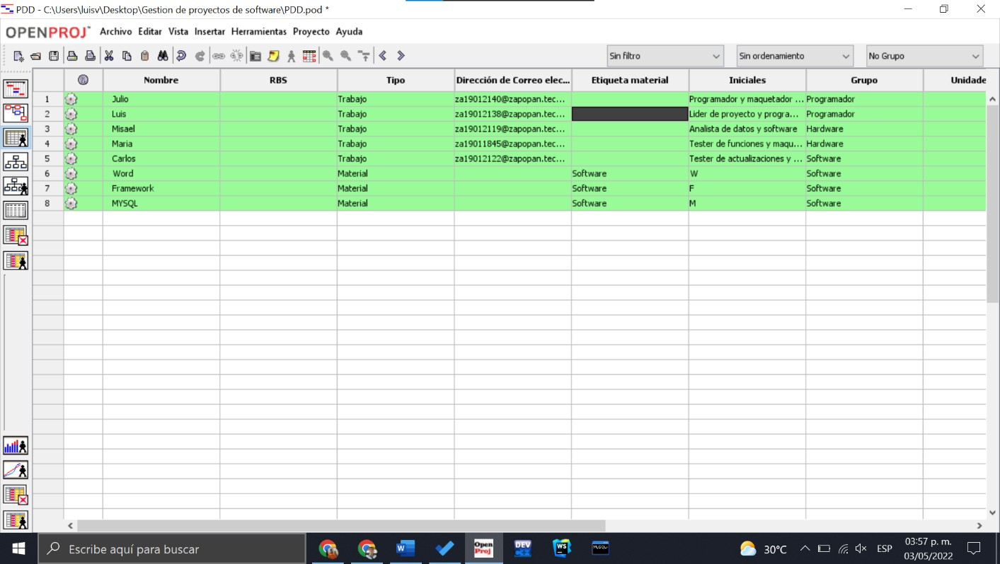 PDD - C:\Users\luisv\Desktop\Gestion de proyectos de software\PDD.pod *
OPENPROJ Archivo Editar Vista Insertar Herramientas Proyecto Ayuda
Sin filtro Sin ordenamiento No Grupo
Nombre RBS Tipo Dirección de Correo elec... Etiqueta material Iniciales Grupo Unidade
1 Julio Trabajo za19012140@zapopan.tec... Programador y maquetador ... Programador
2 Luis Trabajo za19012138@zapopan.tec... Lider de proyecto y progra... Programador
3 Misael Trabajo za19012119@zapopan.tec... Analista de datos y software Hardware
4 Maria Trabajo za19011845@zapopan.tec... Tester de funciones y maqu... Hardware
5 Carlos Trabajo za19012122@zapopan.tec... Tester de actualizaciones y ... Software
6 Word Material Software W Software
7 Framework Material Software F Software
8 MYSQL Material Software M Software
Escribe aquí para buscar
W
Open Proj
DEV
WS
MySQL
30°C
ESP
03:57 p. m.
03/05/2022